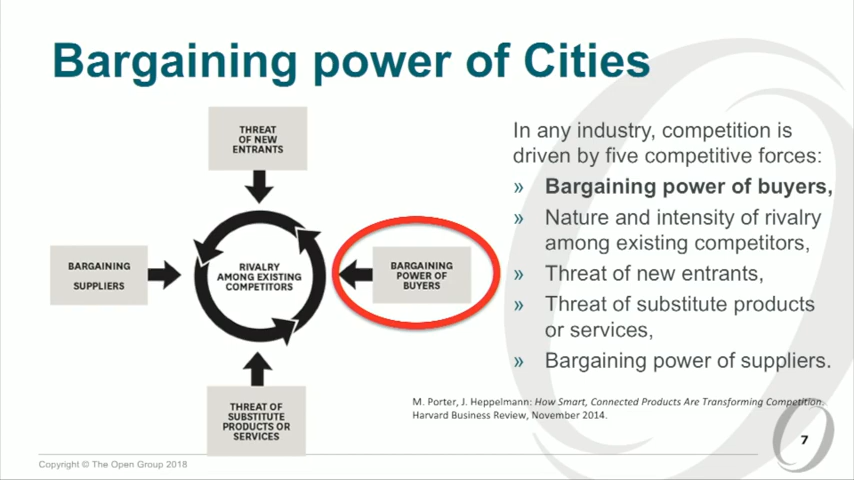 Bargaining power of Cities
THREAT
OF NEW
ENTRANTS
BARGAINING
SUPPLIERS
RIVALRY
AMONG EXISTING
COMPETITORS
BARGAINING
POWER OF
BUYERS
THREAT OF
SUBSTITUTE
PRODUCTS OR
SERVICES
In any industry, competition is
driven by five competitive forces:
» Bargaining power of buyers,
» Nature and intensity of rivalry
among existing competitors,
» Threat of new entrants,
» Threat of substitute products
or services,
» Bargaining power of suppliers.
M. Porter, J. Heppelmann: How Smart, Connected Products Are Transforming Competition.
Harvard Business Review, November 2014.
7
Copyright © The Open Group 2018